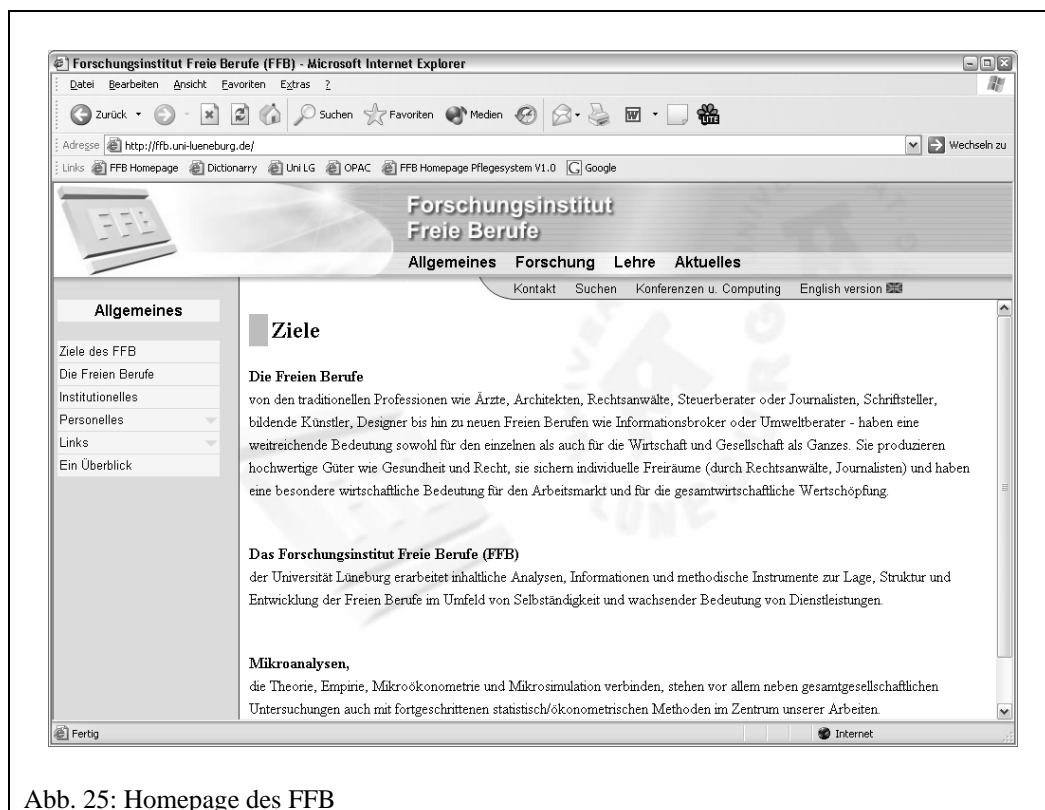 Forschungsinstitut Freie Berufe (FFB) - Microsoft Internet Explorer
Datei Bearbeiten Ansicht Favoriten Extras ?
Zurück Suchen Favoriten Medien
Adresse http://ffb.uni-lueneburg.de/ Wechseln zu
Links FFB Homepage Dictionarry Uni LG OPAC FFB Homepage Pflegesystem V1.0 Google
FFB
Forschungsinstitut
Freie Berufe
Allgemeines Forschung Lehre Aktuelles
Kontakt Suchen Konferenzen u. Computing English version
Allgemeines
Ziele des FFB
Die Freien Berufe
Institutionelles
Personelles
Links
Ein Überblick
Ziele
Die Freien Berufe
von den traditionellen Professionen wie Ärzte, Architekten, Rechtsanwälte, Steuerberater oder Journalisten, Schriftsteller,
bildende Künstler, Designer bis hin zu neuen Freien Berufen wie Informationsbroker oder Umweltberater - haben eine
weitreichende Bedeutung sowohl für den einzelnen als auch für die Wirtschaft und Gesellschaft als Ganzes. Sie produzieren
hochwertige Güter wie Gesundheit und Recht, sie sichern individuelle Freiräume (durch Rechtsanwälte, Journalisten) und haben
eine besondere wirtschaftliche Bedeutung für den Arbeitsmarkt und für die gesamtwirtschaftliche Wertschöpfung.
Das Forschungsinstitut Freie Berufe (FFB)
der Universität Lüneburg erarbeitet inhaltliche Analysen, Informationen und methodische Instrumente zur Lage, Struktur und
Entwicklung der Freien Berufe im Umfeld von Selbständigkeit und wachsender Bedeutung von Dienstleistungen.
Mikroanalysen,
die Theorie, Empirie, Mikroökonometrie und Mikrosimulation verbinden, stehen vor allem neben gesamtgesellschaftlichen
Untersuchungen auch mit fortgeschrittenen statistisch/ökonometrischen Methoden im Zentrum unserer Arbeiten.
Fertig Internet
Abb. 25: Homepage des FFB